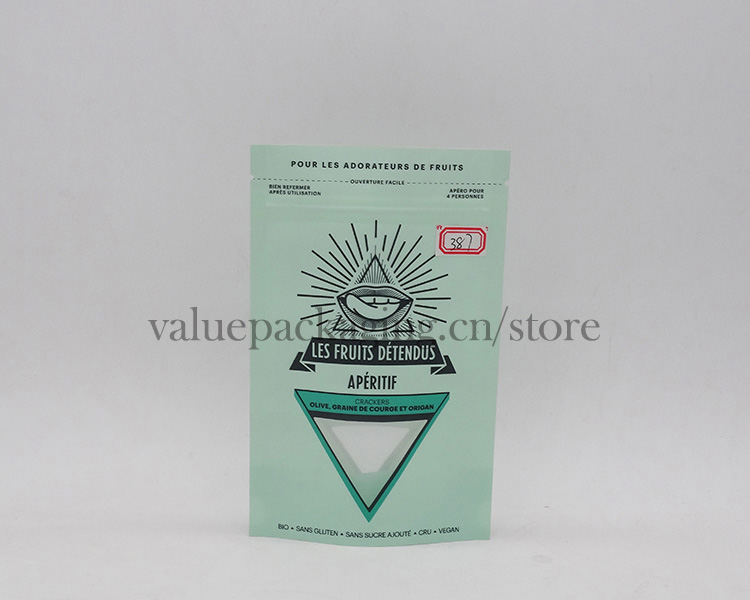 POUR LES ADORATEURS DE FRUITS
OUVERTURE FACILE
BIEN REFERMER
APRÈS UTILISATION
APÉRO POUR
4 PERSONNES
387
valuepackaging.cn/store
LES FRUITS DÉTENDUS
APÉRITIF
CRACKERS
OLIVE, GRAINE DE COURGE ET ORIGAN
BIO • SANS GLUTEN • SANS SUCRE AJOUTÉ • CRU • VEGAN